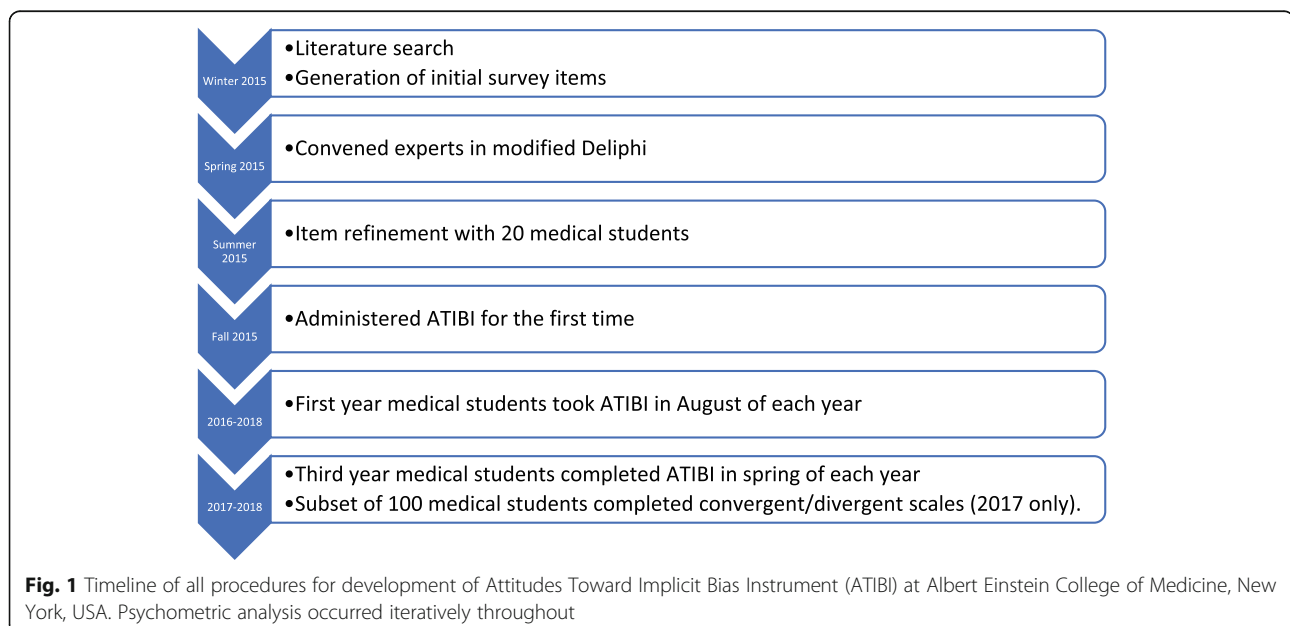 Winter 2015
•Literature search
•Generation of initial survey items
Spring 2015
•Convened experts in modified Deliphi
Summer
2015
•Item refinement with 20 medical students
Fall 2015
•Administered ATIBI for the first time
2016-2018
•First year medical students took ATIBI in August of each year
2017-2018
•Third year medical students completed ATIBI in spring of each year
•Subset of 100 medical students completed convergent/divergent scales (2017 only).
Fig. 1 Timeline of all procedures for development of Attitudes Toward Implicit Bias Instrument (ATIBI) at Albert Einstein College of Medicine, New
York, USA. Psychometric analysis occurred iteratively throughout